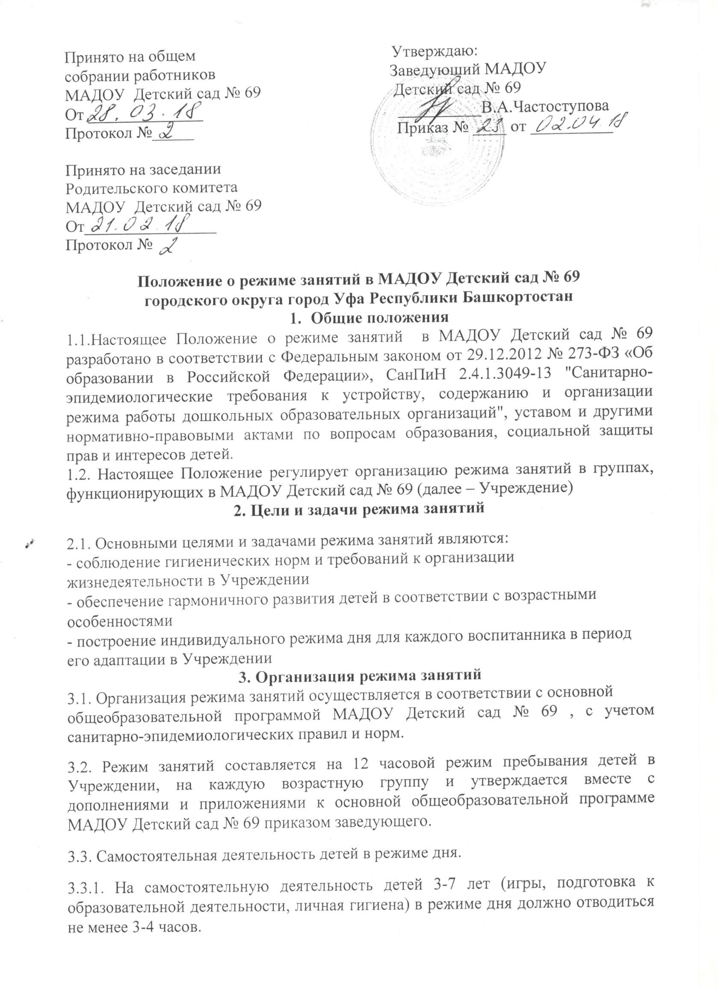 Принято на общем
собрании работников
МАДОУ Детский сад № 69
От 28.03.18
Протокол № 2
Утверждаю:
Заведующий МАДОУ
Детский сад № 69
В.А.Частоступова
Приказ № 21 от 02.04.18
Принято на заседании
Родительского комитета
МАДОУ Детский сад № 69
От 21.02.18
Протокол № 2
Положение о режиме занятий в МАДОУ Детский сад № 69
городского округа город Уфа Республики Башкортостан
1. Общие положения
1.1.Настоящее Положение о режиме занятий в МАДОУ Детский сад № 69
разработано в соответствии с Федеральным законом от 29.12.2012 № 273-ФЗ «Об
образовании в Российской Федерации», СанПиН 2.4.1.3049-13 "Санитарно-
эпидемиологические требования к устройству, содержанию и организации
режима работы дошкольных образовательных организаций", уставом и другими
нормативно-правовыми актами по вопросам образования, социальной защиты
прав и интересов детей.
1.2. Настоящее Положение регулирует организацию режима занятий в группах,
функционирующих в МАДОУ Детский сад № 69 (далее – Учреждение)
2. Цели и задачи режима занятий
2.1. Основными целями и задачами режима занятий являются:
- соблюдение гигиенических норм и требований к организации
жизнедеятельности в Учреждении
- обеспечение гармоничного развития детей в соответствии с возрастными
особенностями
- построение индивидуального режима дня для каждого воспитанника в период
его адаптации в Учреждении
3. Организация режима занятий
3.1. Организация режима занятий осуществляется в соответствии с основной
общеобразовательной программой МАДОУ Детский сад № 69 , с учетом
санитарно-эпидемиологических правил и норм.
3.2. Режим занятий составляется на 12 часовой режим пребывания детей в
Учреждении, на каждую возрастную группу и утверждается вместе с
дополнениями и приложениями к основной общеобразовательной программе
МАДОУ Детский сад № 69 приказом заведующего.
3.3. Самостоятельная деятельность детей в режиме дня.
3.3.1. На самостоятельную деятельность детей 3-7 лет (игры, подготовка к
образовательной деятельности, личная гигиена) в режиме дня должно отводиться
не менее 3-4 часов.